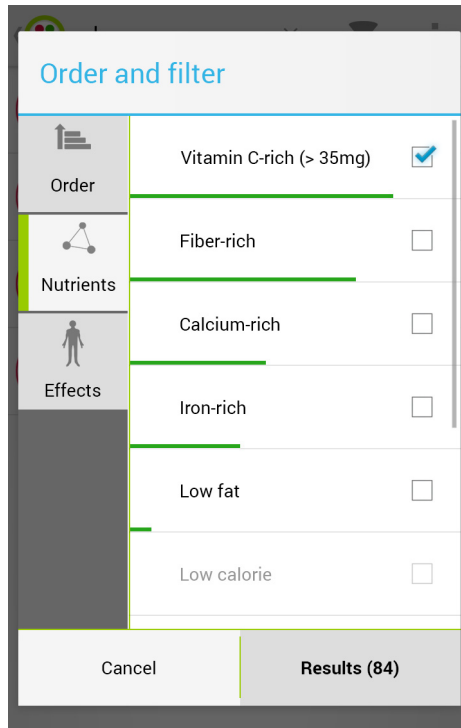 Order and filter
Order
Nutrients
Effects
Vitamin C-rich (> 35mg)
Fiber-rich
Calcium-rich
Iron-rich
Low fat
Low calorie
Cancel
Results (84)